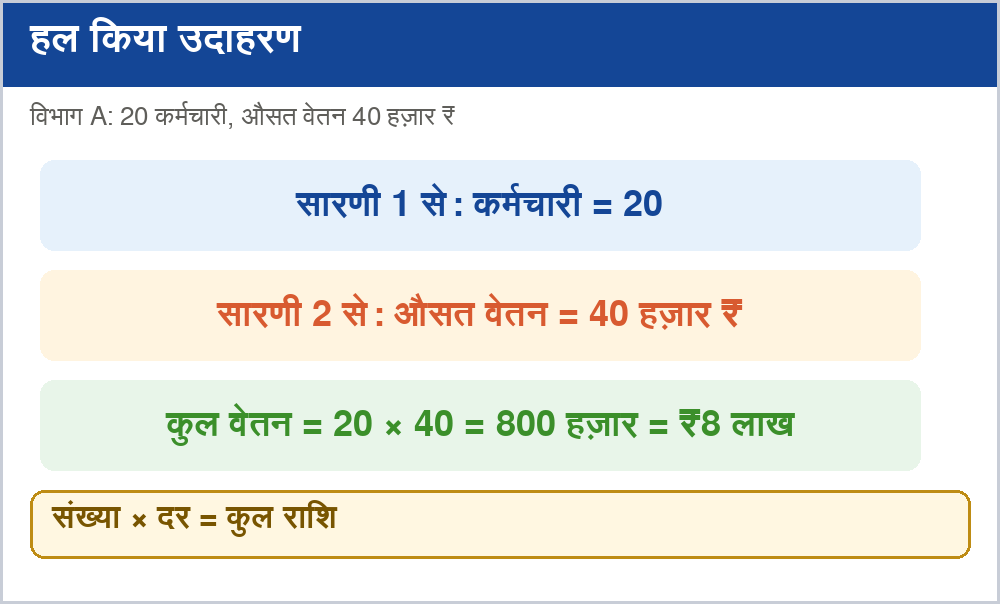 हल किया उदाहरण
विभाग A: 20 कर्मचारी, औसत वेतन 40 हज़ार ₹
सारणी 1 से : कर्मचारी = 20
सारणी 2 से : औसत वेतन = 40 हज़ार ₹
कुल वेतन = 20 × 40 = 800 हज़ार = ₹8 लाख
संख्या × दर = कुल राशि